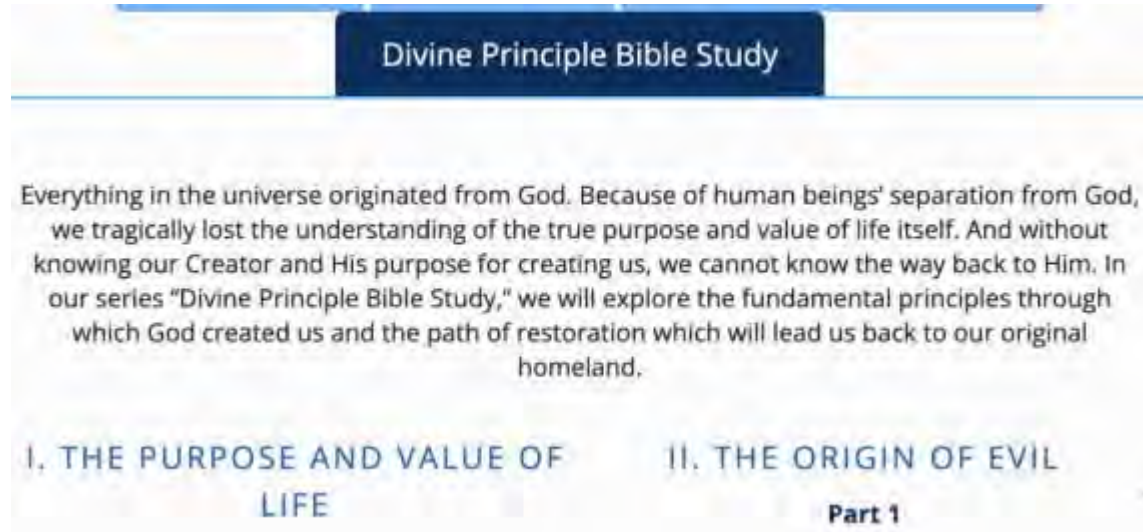 Divine Principle Bible Study
Everything in the universe originated from God. Because of human beings' separation from God,
we tragically lost the understanding of the true purpose and value of life itself. And without
knowing our Creator and His purpose for creating us, we cannot know the way back to Him. In
our series "Divine Principle Bible Study," we will explore the fundamental principles through
which God created us and the path of restoration which will lead us back to our original
homeland.
I. THE PURPOSE AND VALUE OF
LIFE
II. THE ORIGIN OF EVIL
Part 1